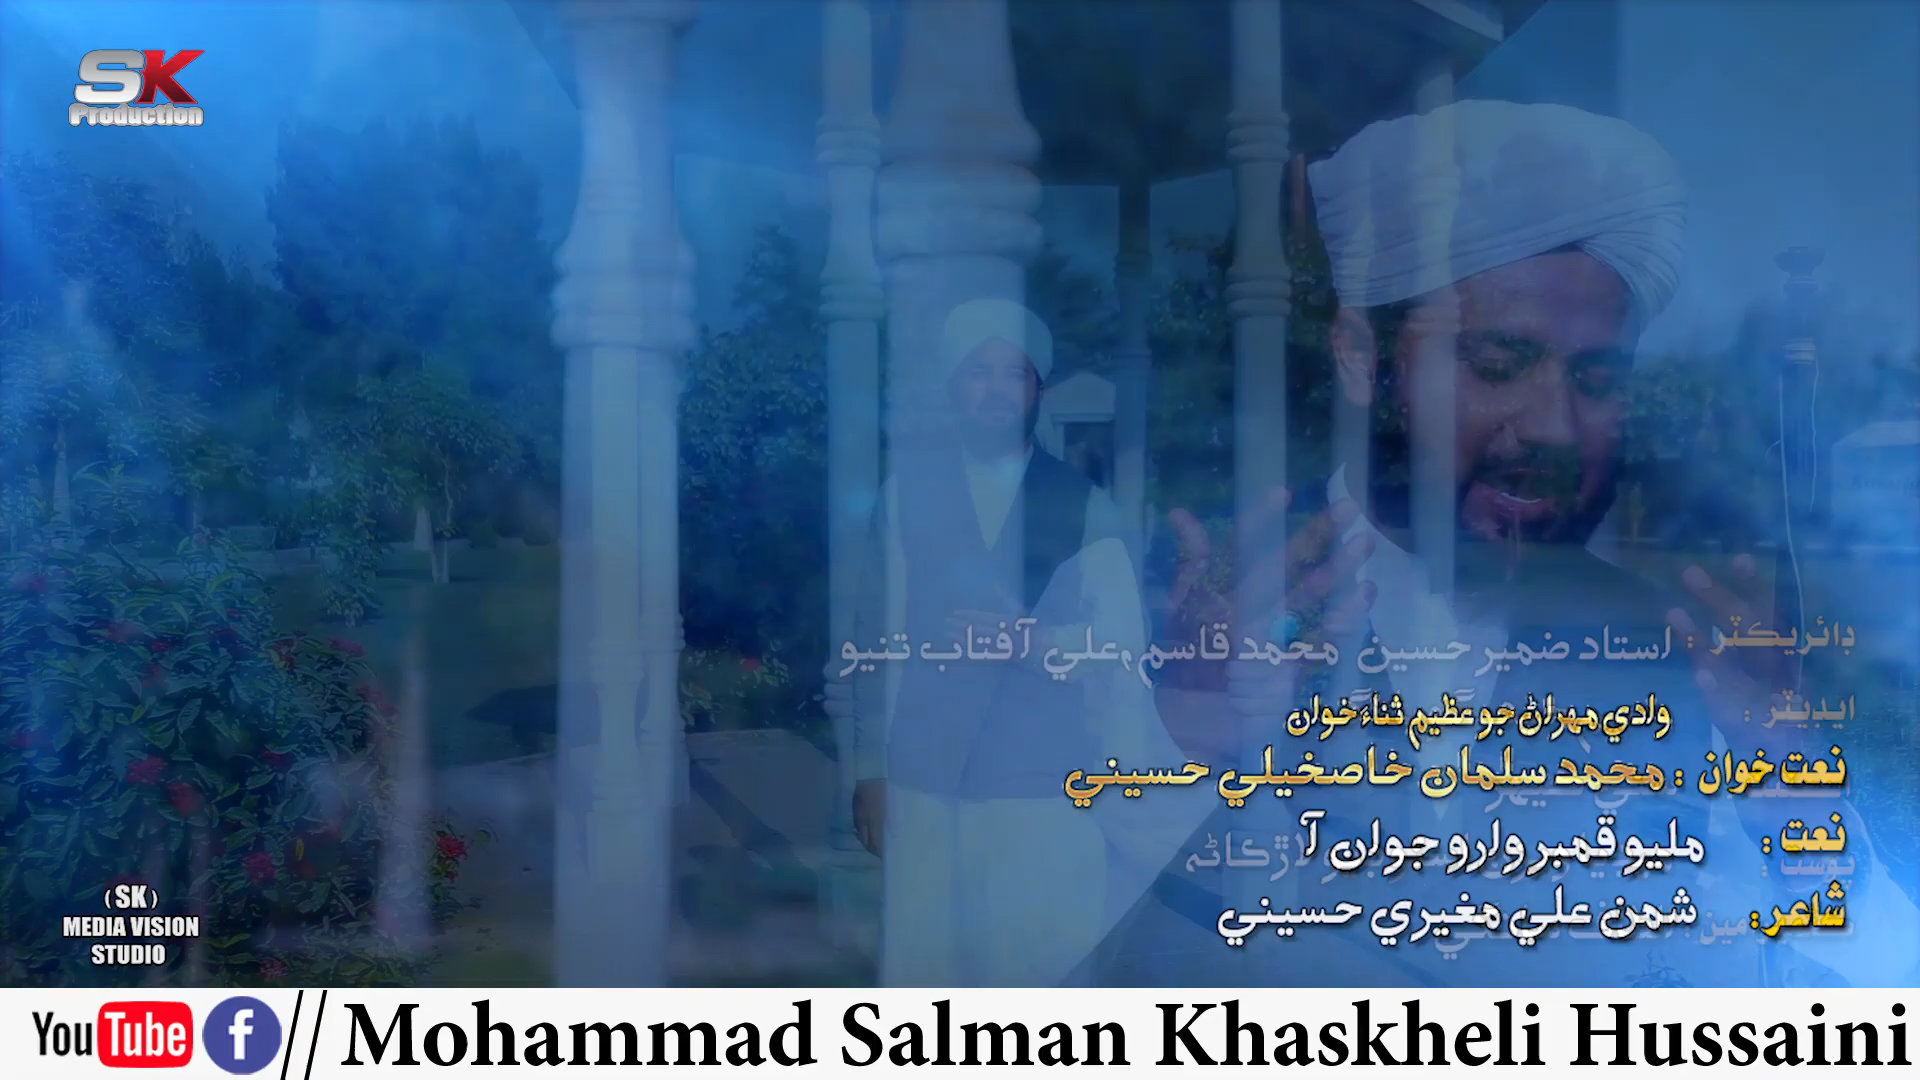 SK
Production
ڊائريڪٽر : استاد ضمير حسين محمد قاسم ۽ علي آفتاب تنيو
ايڊيٽر :
وادي مهراڻ جو عظيم ثناءَ خوان
نعت خوان : محمد سلمان خاصخيلي حسيني
نعت : مليو قمبر وارو جوان آ
شاعر : شمن علي مغيري حسيني
(SK)
MEDIA VISION
STUDIO
YouTube f // Mohammad Salman Khaskheli Hussaini